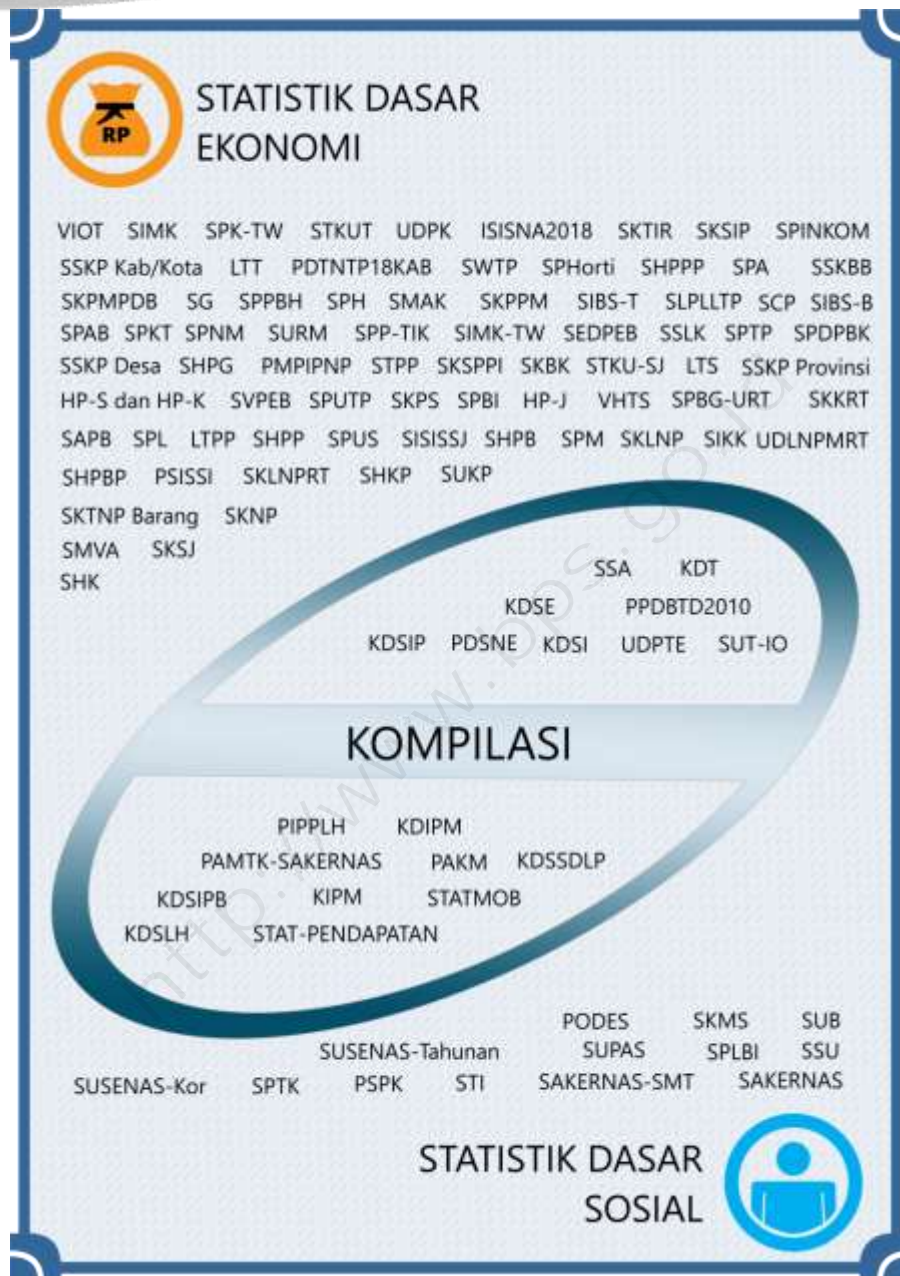 STATISTIK DASAR
EKONOMI
RP
VIOT SIMK SPK-TW STKUT UDPK ISISNA2018 SKTIR SKSIP SPINKOM
SSKP Kab/Kota LTT PDTNTP18KAB SWTP SPHorti SHPPP SPA SSKBB
SKPMPDB SG SPPBH SPH SMAK SKPPM SIBS-T SLPLLTP SCP SIBS-B
SPAB SPKT SPNM SURM SPP-TIK SIMK-TW SEDPEB SSLK SPTP SPDPBK
SSKP Desa SHPG PMPIPNP STPP SKSPPI SKBK STKU-SJ LTS SSKP Provinsi
HP-S dan HP-K SVPEB SPUTP SKPS SPBI HP-J VHTS SPBG-URT SKKRT
SAPB SPL LTPP SHPP SPUS SISISSJ SHPB SPM SKLNP SIKK UDLNPMRT
SHPBP PSISSI SKLNPRT SHKP SUKP
SKTNP Barang SKNP
SMVA SKSJ
SHK
SSA KDT
KDSE PPDBTD2010
KDSIP PDSNE KDSI UDPTE SUT-IO
KOMPILASI
PIPPLH KDIPM
PAMTK-SAKERNAS PAKM KDSSDLP
KDSIPB KIPM STATMOB
KDSLH STAT-PENDAPATAN
PODES SKMS SUB
SUSENAS-Tahunan SUPAS SPLBI SSU
SUSENAS-Kor SPTK PSPK STI SAKERNAS-SMT SAKERNAS
STATISTIK DASAR
SOSIAL
http://www.bps.go.id